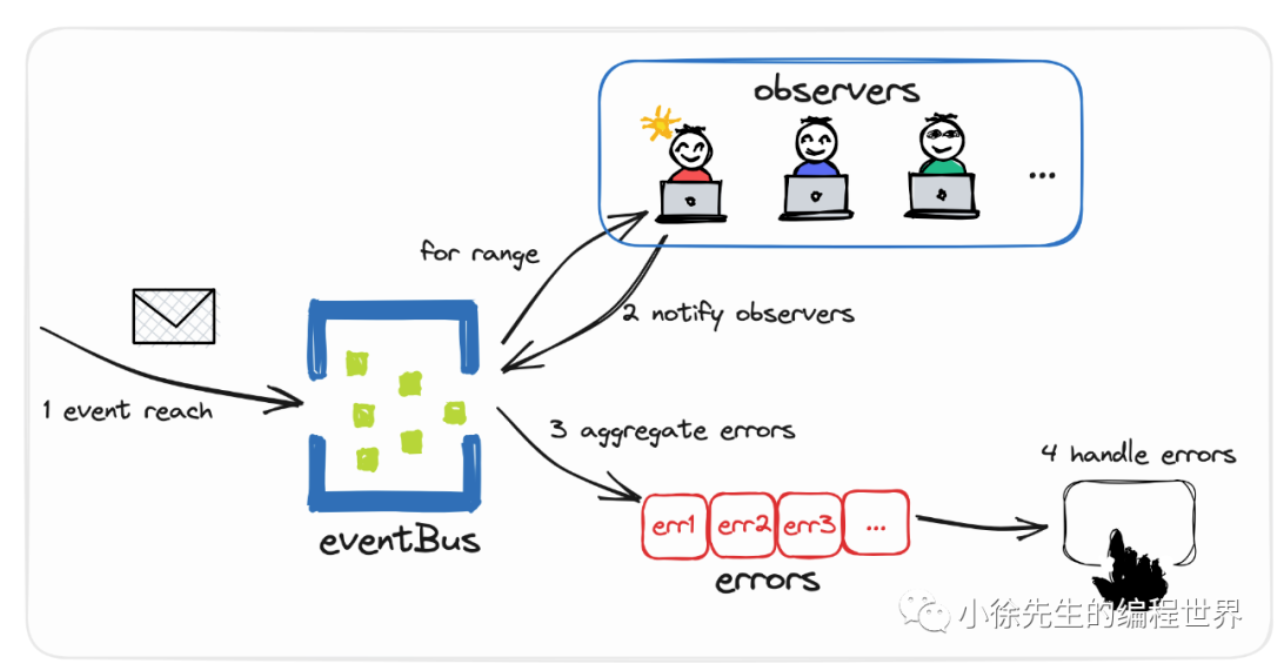 observers
...
for range
2 notify observers
1 event reach
3 aggregate errors
4 handle errors
eventBus
err1 err2 err3 ...
errors
小徐先生的编程世界